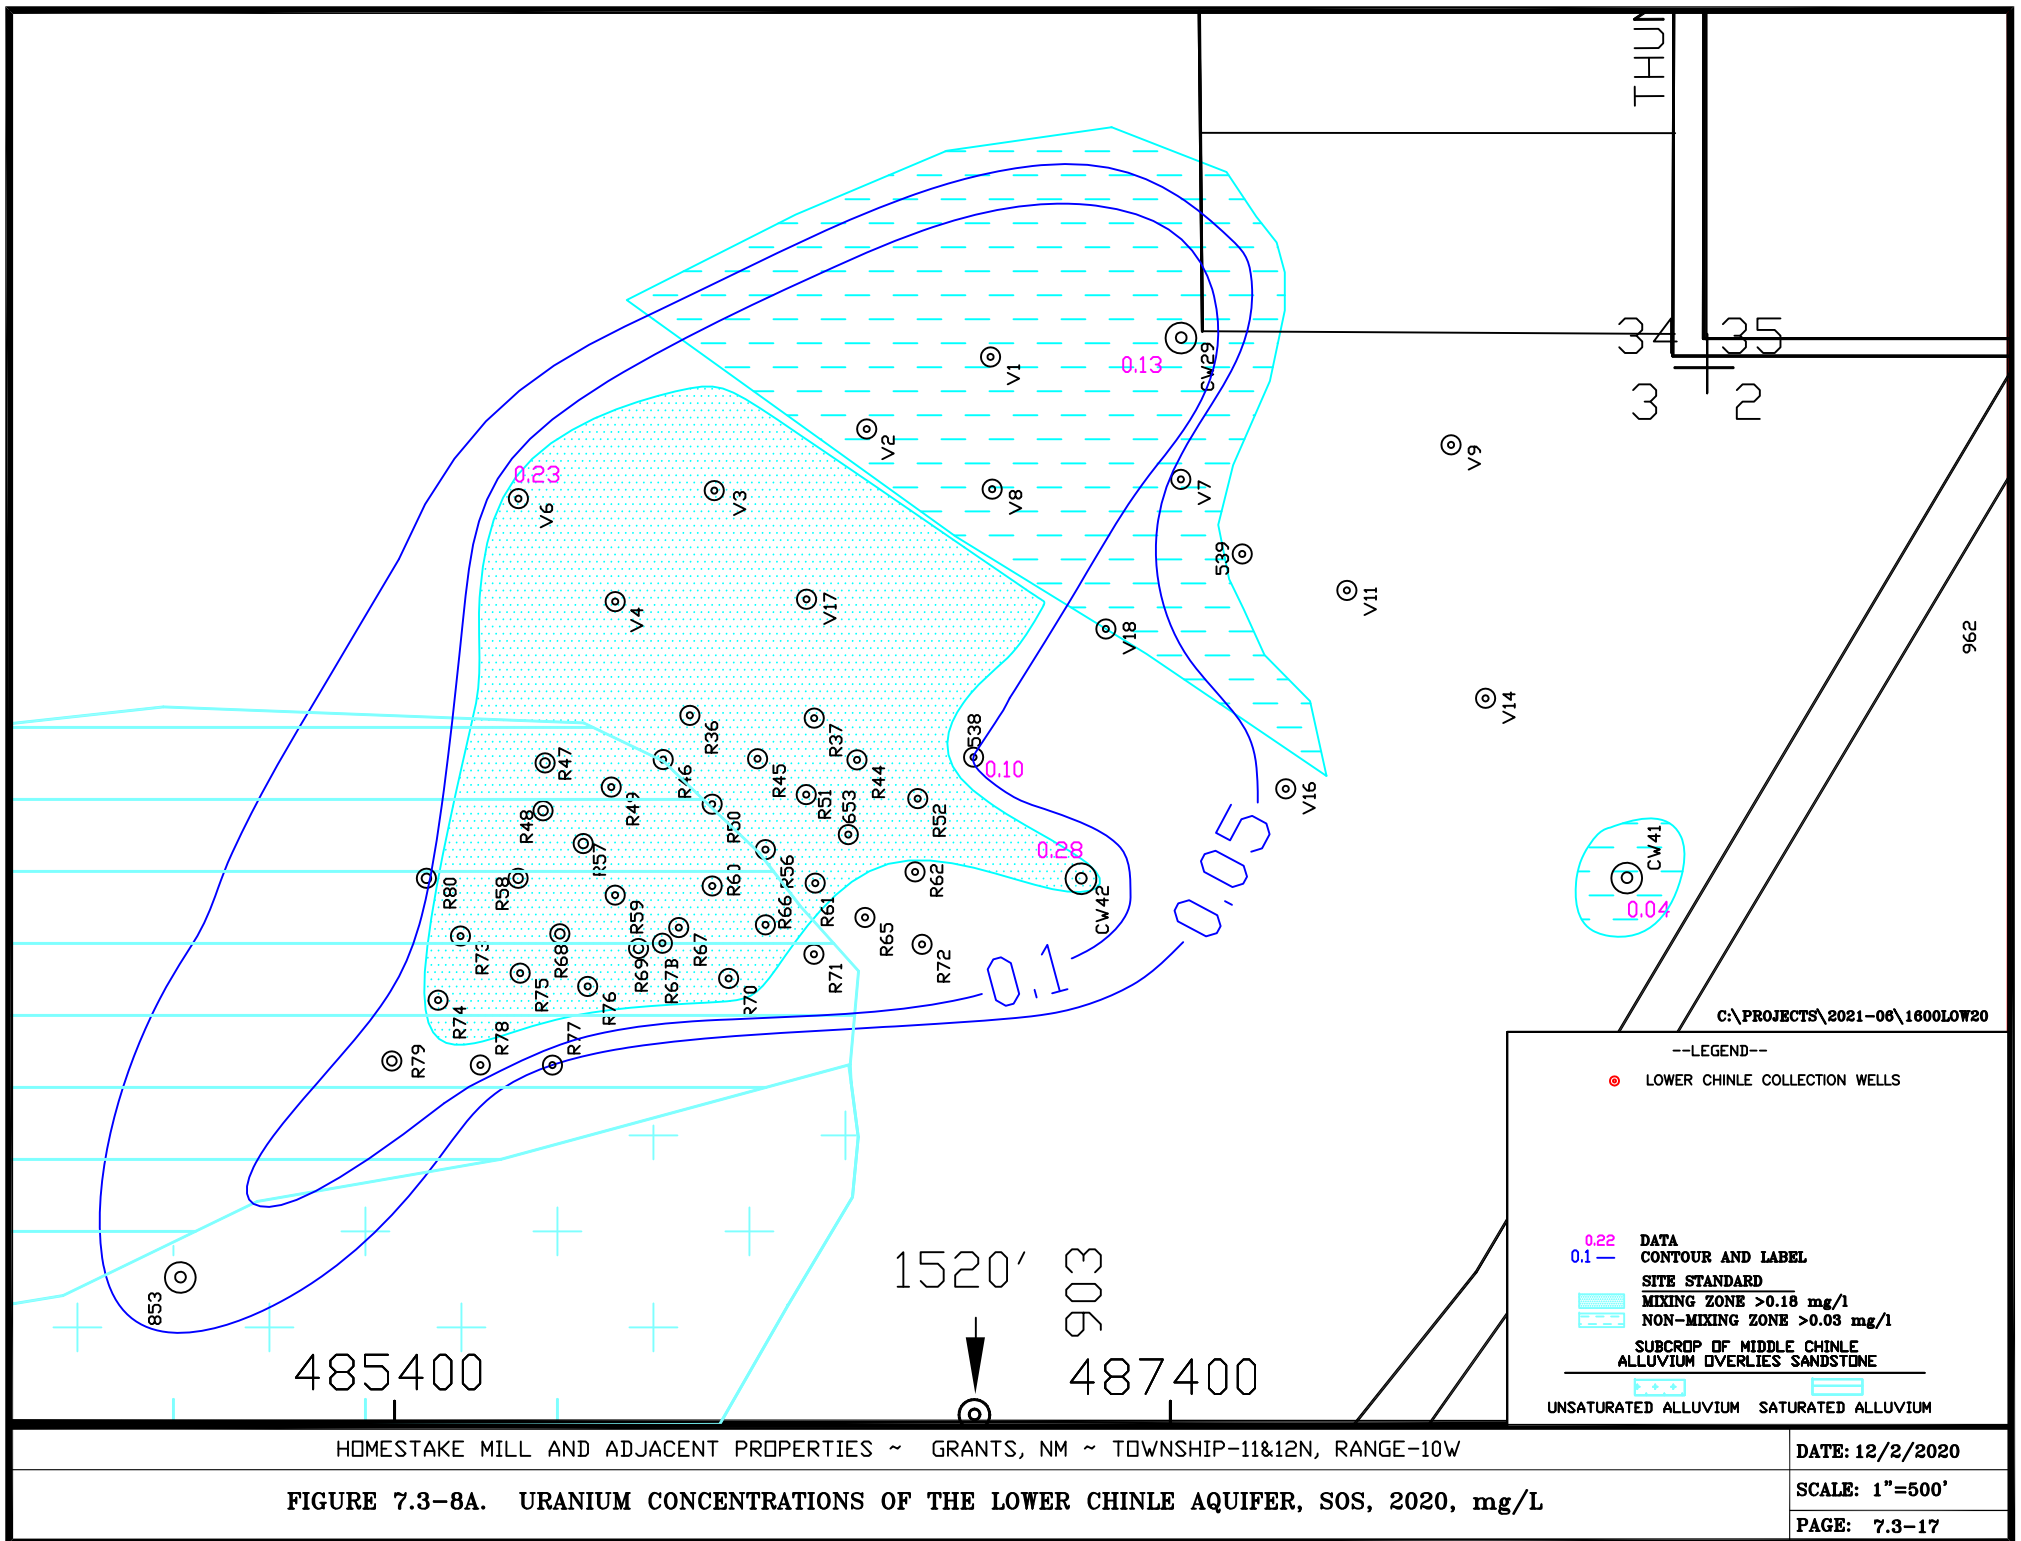 THUN
34 35
3 2
CW29
0.13
V1
V2
V9
0.23
V6
V3
V8
V7
539
V11
V4
V17
V18
962
V14
R36
R37
538
0.10
R47
R46
R45
R44
R49
R51
653
R52
V16
R48
R50
0.05
R57
R56
0.28
CW42
CW41
0.04
R80
R58
R60
R61
R62
R59
R66
R65
R73
R68
R69
R67B
R67
R71
R72
0.1
R75
R76
R70
R74
R78
R77
R79
853
1520'
903
485400
487400
C:\PROJECTS\2021-06\1600LOW20
--LEGEND--
LOWER CHINLE COLLECTION WELLS
0.22 DATA
0.1 — CONTOUR AND LABEL
SITE STANDARD
MIXING ZONE >0.18 mg/l
NON-MIXING ZONE >0.03 mg/l
SUBCROP OF MIDDLE CHINLE
ALLUVIUM OVERLIES SANDSTONE
UNSATURATED ALLUVIUM SATURATED ALLUVIUM
HOMESTAKE MILL AND ADJACENT PROPERTIES ~ GRANTS, NM ~ TOWNSHIP-11&12N, RANGE-10W
DATE: 12/2/2020
FIGURE 7.3-8A. URANIUM CONCENTRATIONS OF THE LOWER CHINLE AQUIFER, SOS, 2020, mg/L
SCALE: 1"=500'
PAGE: 7.3-17